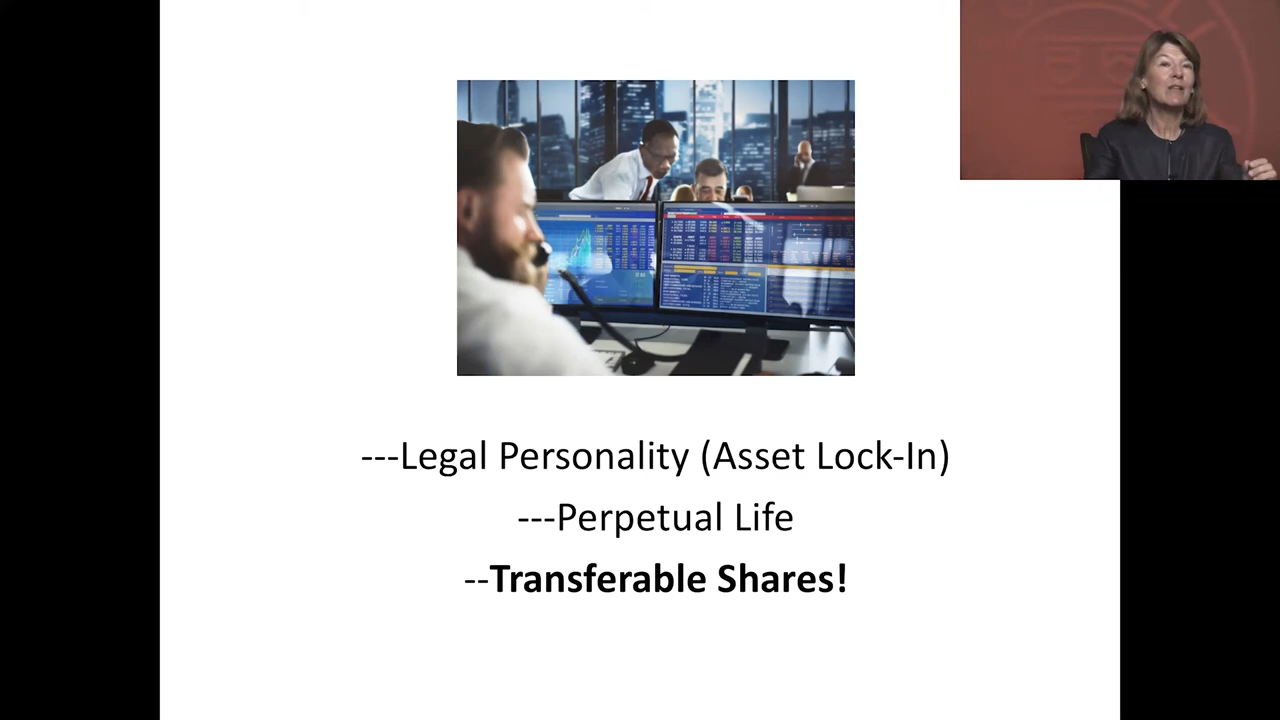 ---Legal Personality (Asset Lock-In)
---Perpetual Life
--Transferable Shares!